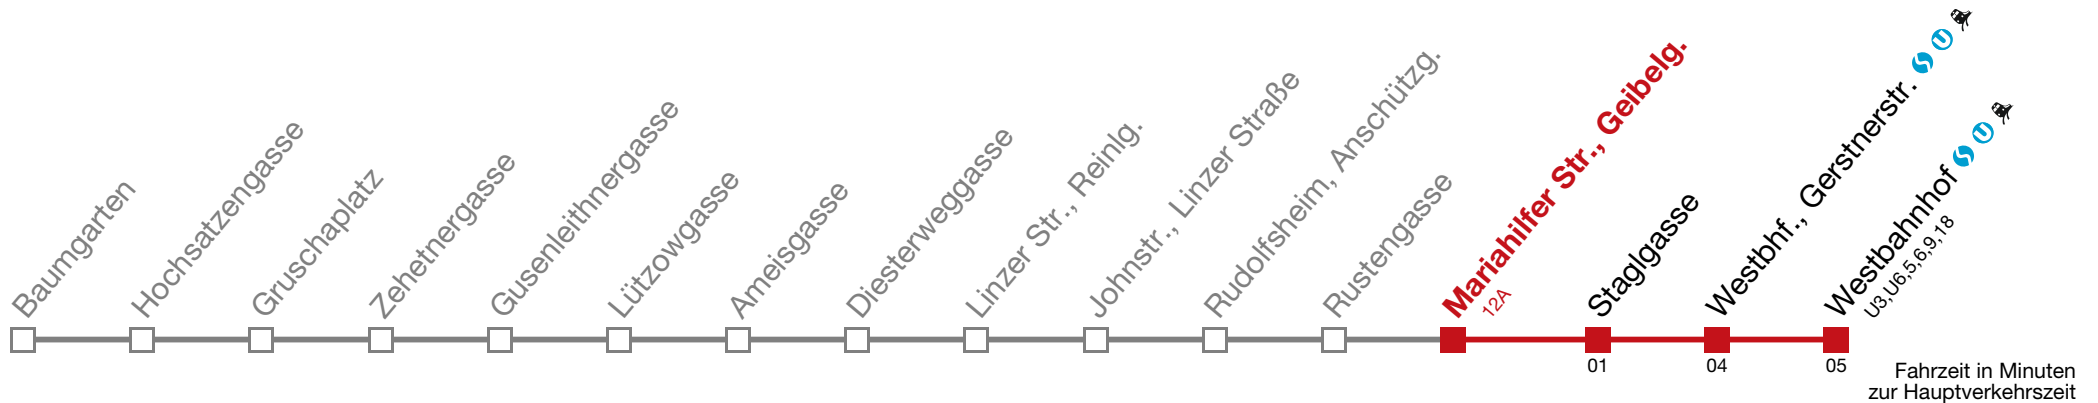 Baumgarten
Hochsatzengasse
Gruschaplatz
Zehetnergasse
Gusenleithnergasse
Lützowgasse
Ameisgasse
Diesterweggasse
Linzer Str., Reinlg.
Johnstr., Linzer Straße
Rudolfsheim, Anschützg.
Rustengasse
Mariahilfer Str., Geibelg.
12A
Staglgasse
01
Westbhf., Gerstnerstr.
04
Westbahnhof
U3,U6,5,6,9,18
05
Fahrzeit in Minuten
zur Hauptverkehrszeit